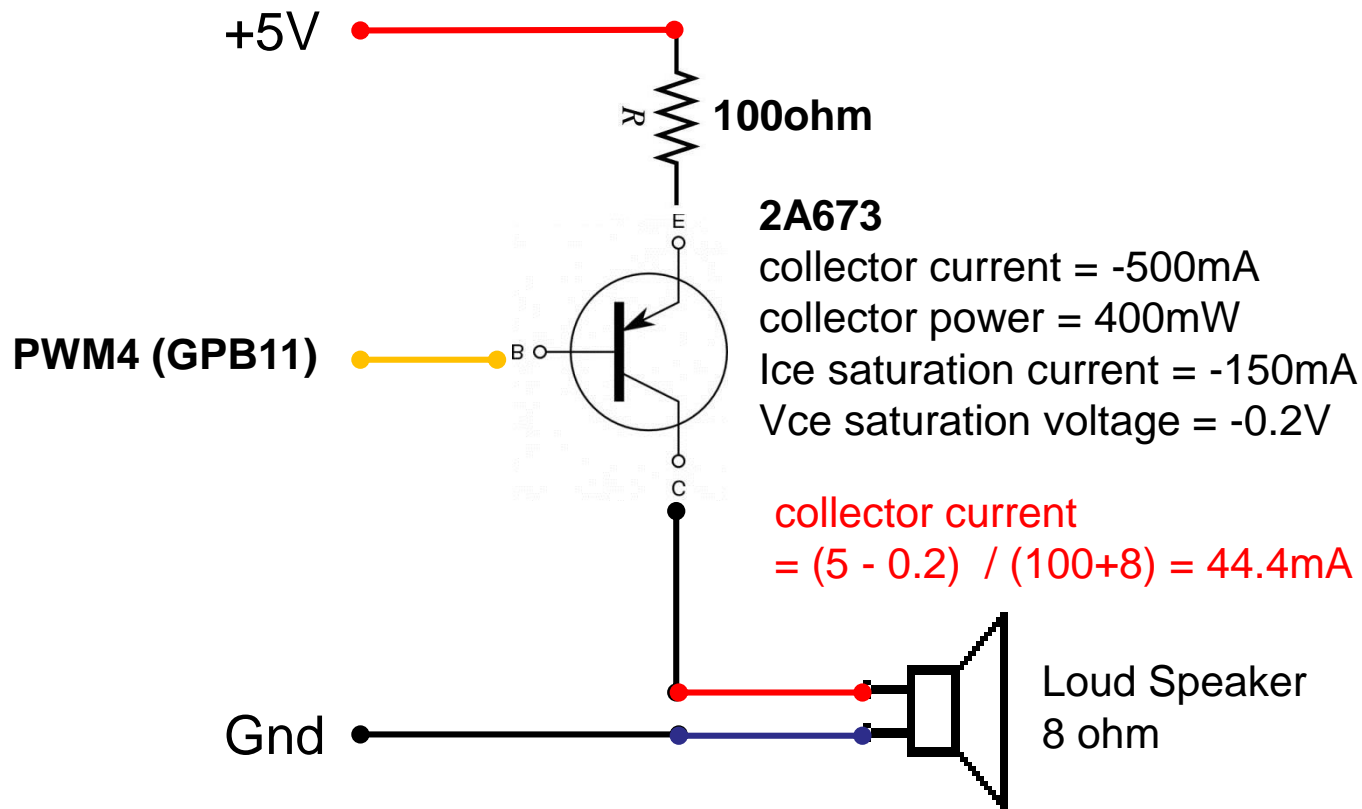 +5V
R
100ohm
E
2A673
collector current = -500mA
collector power = 400mW
Ice saturation current = -150mA
Vce saturation voltage = -0.2V
PWM4 (GPB11)
B
C
collector current
= (5 - 0.2) / (100+8) = 44.4mA
Loud Speaker
8 ohm
Gnd